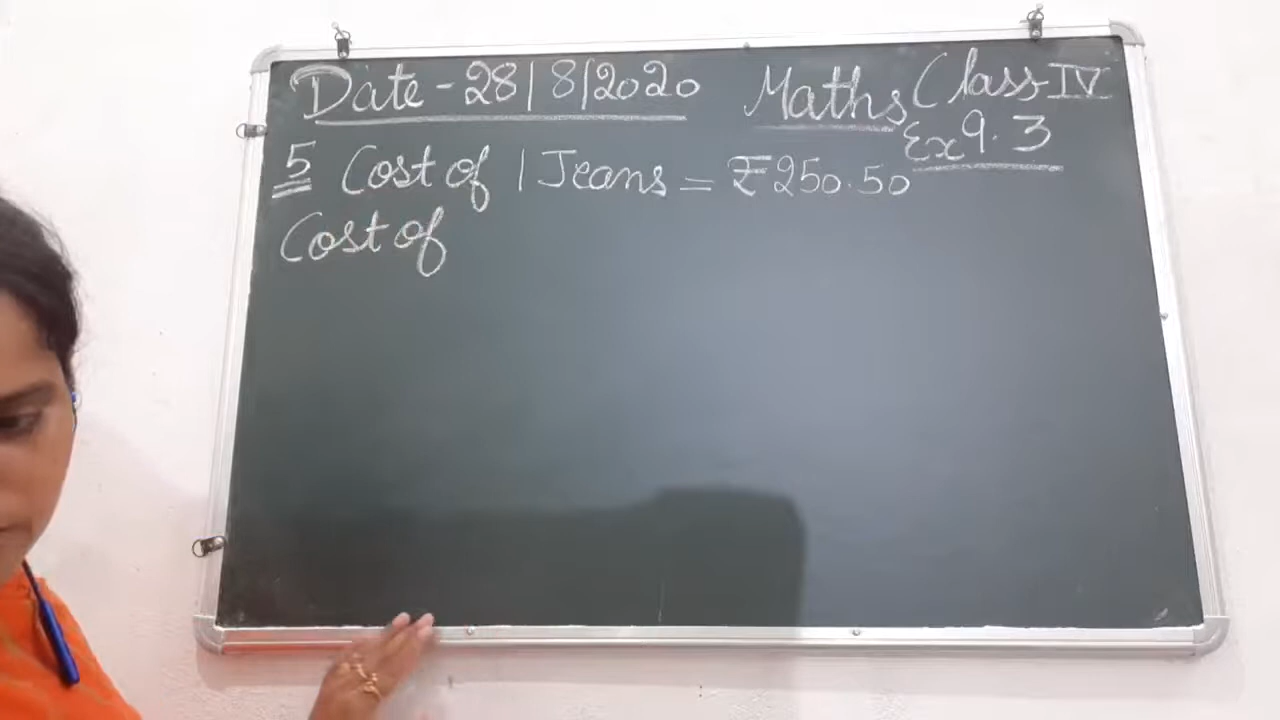 Date - 28/8/2020 Maths Class-IV
Ex 9.3
5 Cost of 1 Jeans = ₹250.50
Cost of